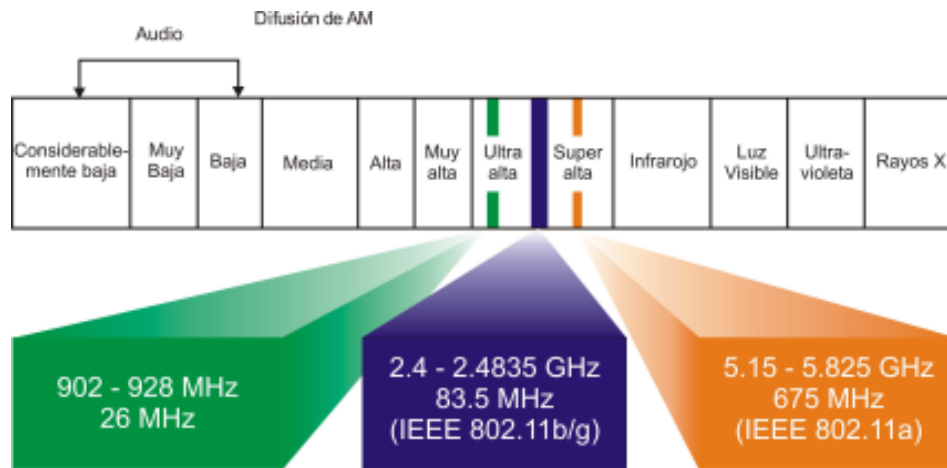 Difusión de AM
Audio
Considerable-
mente baja
Muy
Baja
Baja
Media
Alta
Muy
alta
Ultra
alta
Super
alta
Infrarojo
Luz
Visible
Ultra-
violeta
Rayos X
902 - 928 MHz
26 MHz
2.4 - 2.4835 GHz
83.5 MHz
(IEEE 802.11b/g)
5.15 - 5.825 GHz
675 MHz
(IEEE 802.11a)